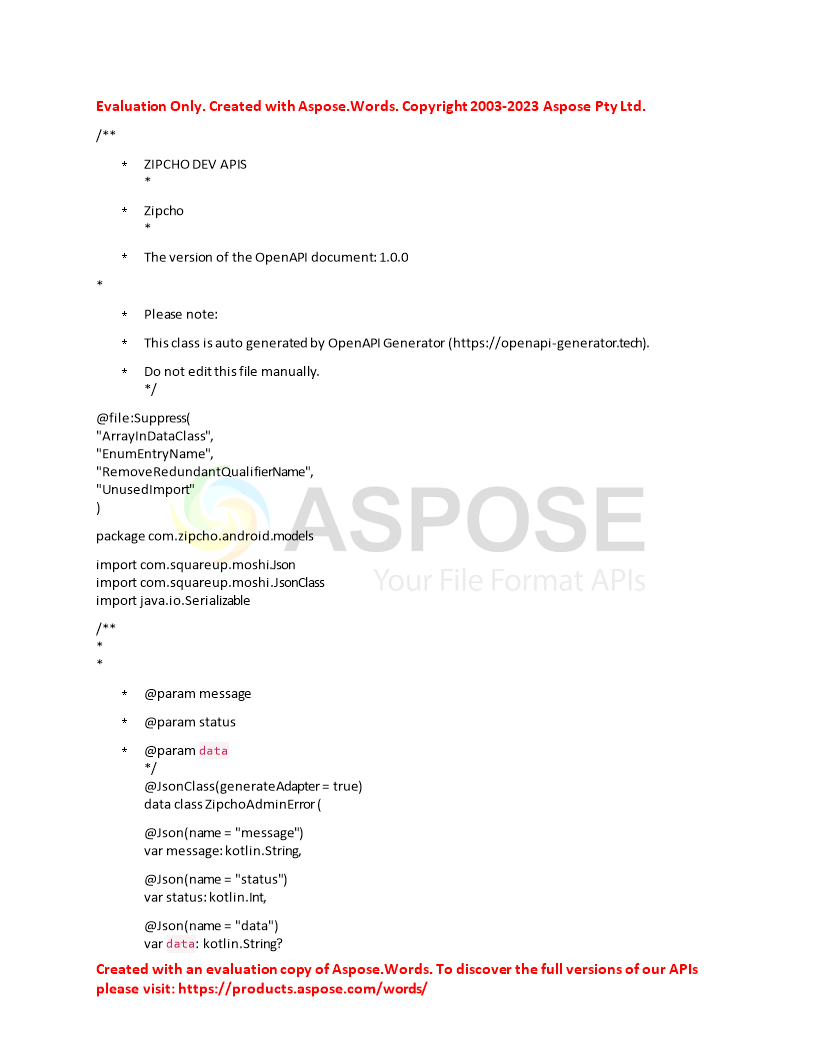 Evaluation Only. Created with Aspose.Words. Copyright 2003-2023 Aspose Pty Ltd.
/**
* ZIPCHO DEV APIS
*
* Zipcho
*
* The version of the OpenAPI document: 1.0.0
*
* Please note:
* This class is auto generated by OpenAPI Generator (https://openapi-generator.tech).
* Do not edit this file manually.
*/
@file:Suppress(
"ArrayInDataClass",
"EnumEntryName",
"RemoveRedundantQualifierName",
"UnusedImport"
)
package com.zipcho.android.models
import com.squareup.moshi.Json
import com.squareup.moshi.JsonClass
import java.io.Serializable
ASPOSE
Your File Format APIs
/**
*
*
* @param message
* @param status
* @param data
*/
@JsonClass(generateAdapter = true)
data class ZipchoAdminError (
@Json(name = "message")
var message: kotlin.String,
@Json(name = "status")
var status: kotlin.Int,
@Json(name = "data")
var data: kotlin.String?
Created with an evaluation copy of Aspose.Words. To discover the full versions of our APIs
please visit: https://products.aspose.com/words/